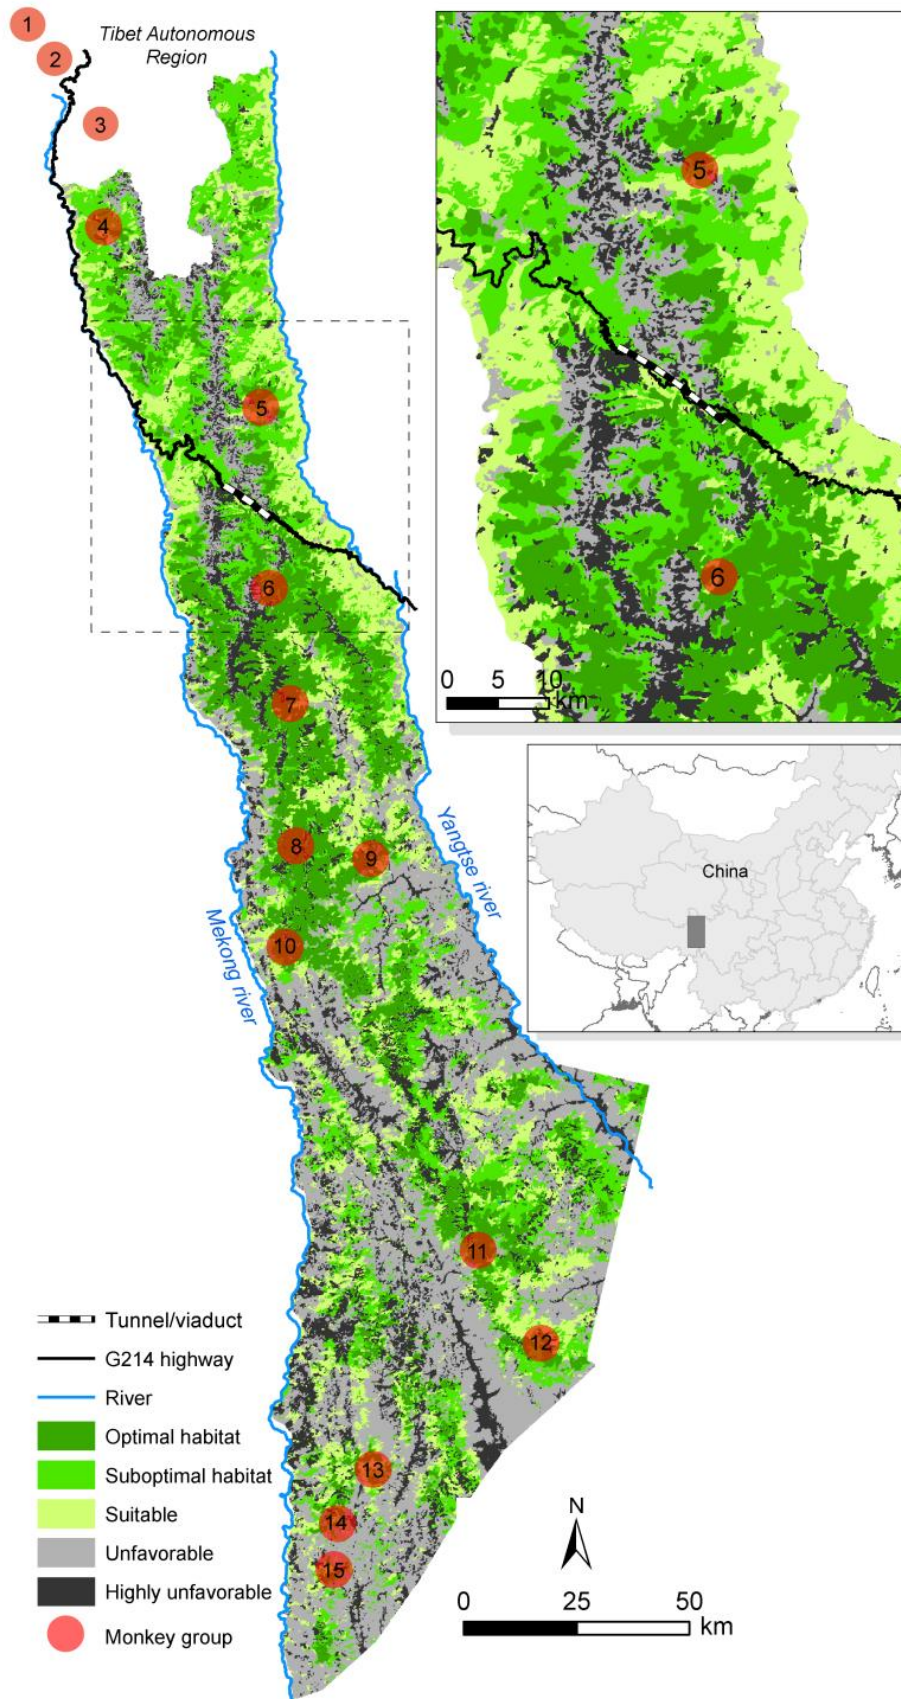 1
Tibet Autonomous
Region
2
3
4
5
6
7
8
9
10
11
12
13
14
15
5
6
0 5 10
km
China
Yangtse river
Mekong river
Tunnel/viaduct
G214 highway
River
Optimal habitat
Suboptimal habitat
Suitable
Unfavorable
Highly unfavorable
Monkey group
N
0 25 50
km